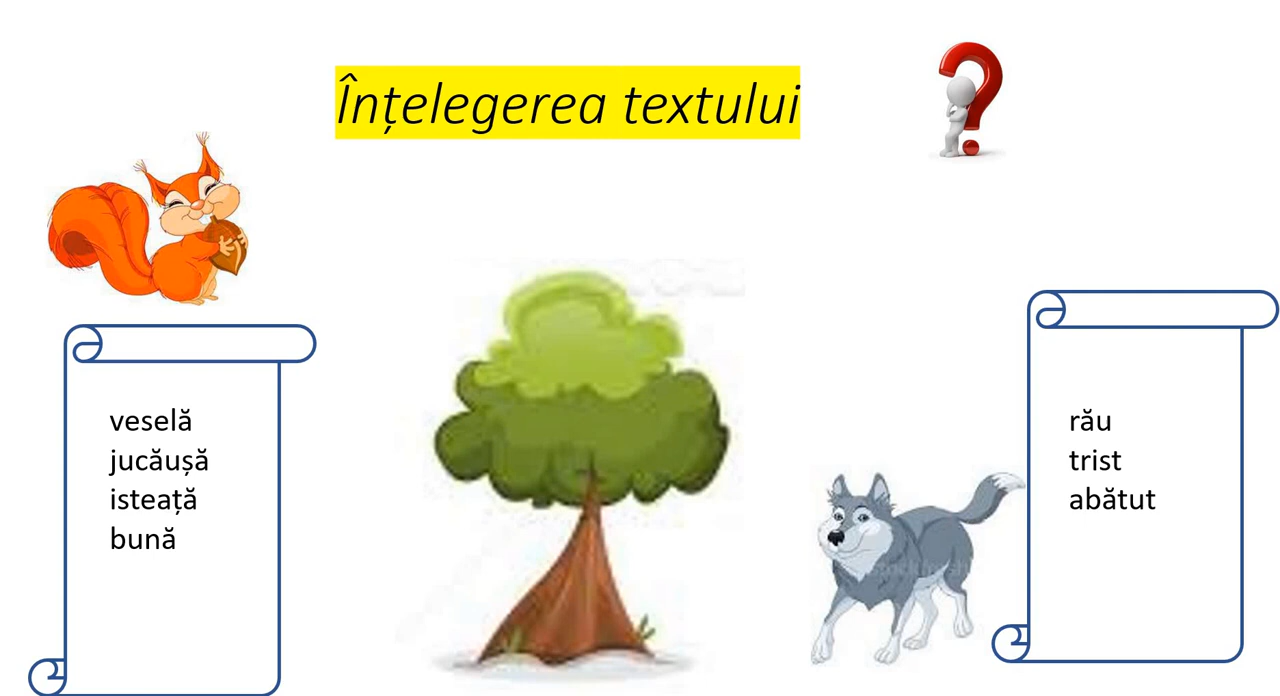 Înțelegerea textului
veselă
jucăușă
isteață
bună
rău
trist
abătut